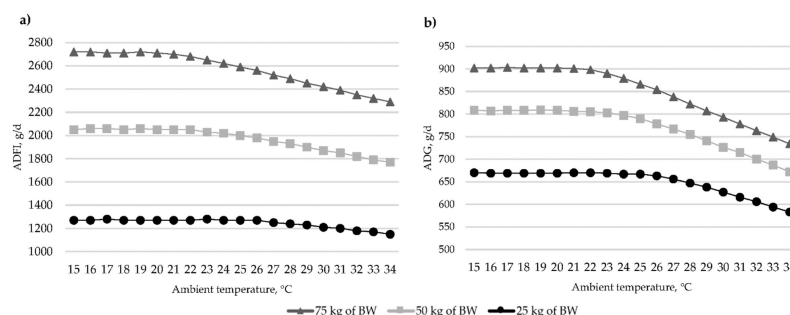 a)
2800
2600
2400
2200
2000
1800
1600
1400
1200
1000
ADFI, g/d
15 16 17 18 19 20 21 22 23 24 25 26 27 28 29 30 31 32 33 34
Ambient temperature, °C
b)
950
900
850
800
750
700
650
600
550
500
ADG, g/d
15 16 17 18 19 20 21 22 23 24 25 26 27 28 29 30 31 32 33 3
Ambient temperature, °C
75 kg of BW 50 kg of BW 25 kg of BW